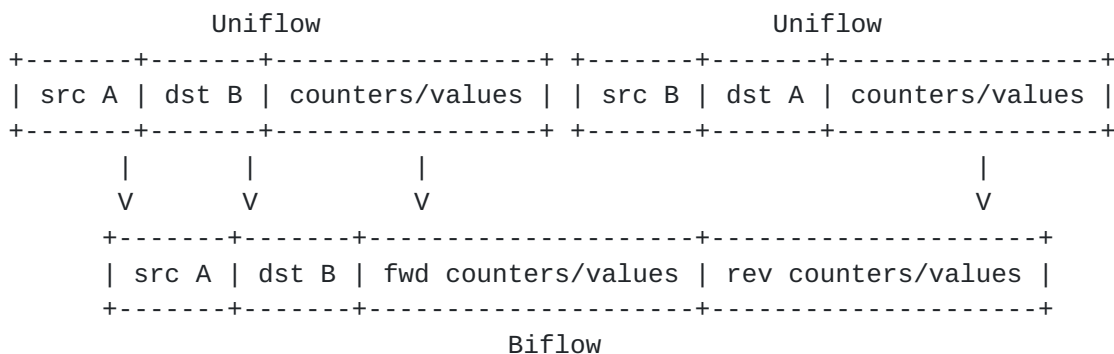 Uniflow                                Uniflow
+-------+-------+-----------------+ +-------+-------+-----------------+
| src A | dst B | counters/values | | src B | dst A | counters/values |
+-------+-------+-----------------+ +-------+-------+-----------------+
       |       |          |                                  |
       V       V          V                                  V
      +-------+-------+---------------------+---------------------+
      | src A | dst B | fwd counters/values | rev counters/values |
      +-------+-------+---------------------+---------------------+
                                Biflow